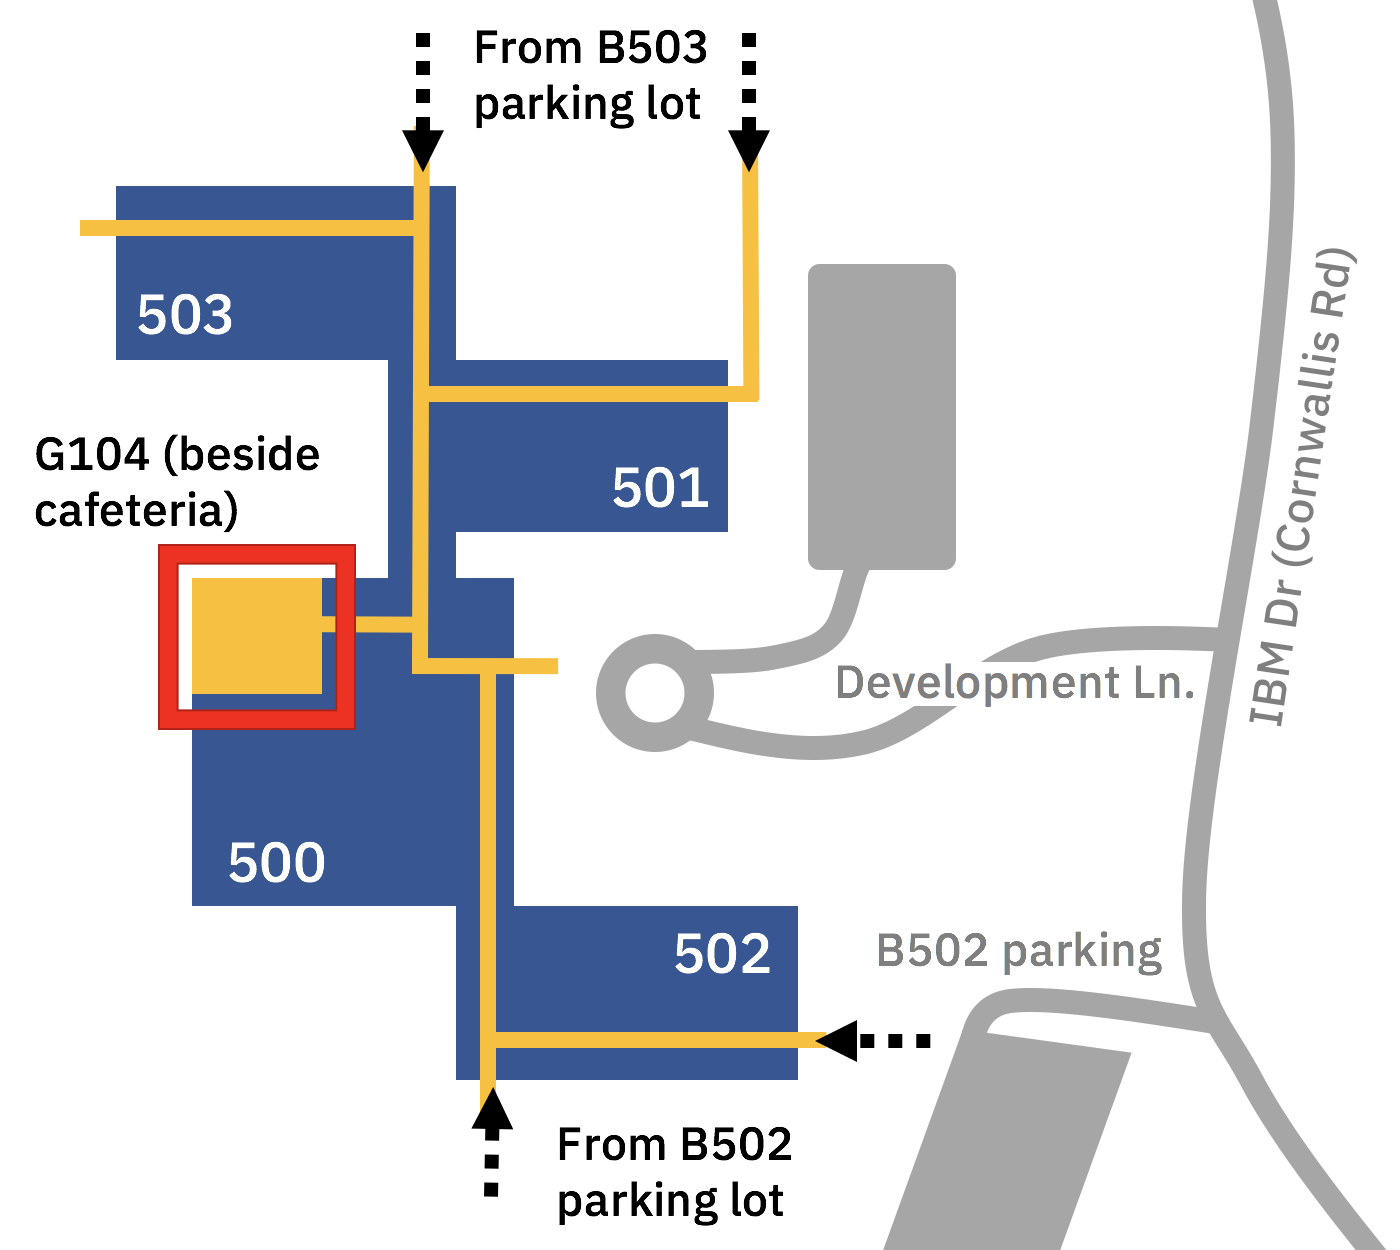 From B503
parking lot
503
501
G104 (beside
cafeteria)
IBM Dr (Cornwallis Rd)
Development Ln.
500
502
B502 parking
From B502
parking lot